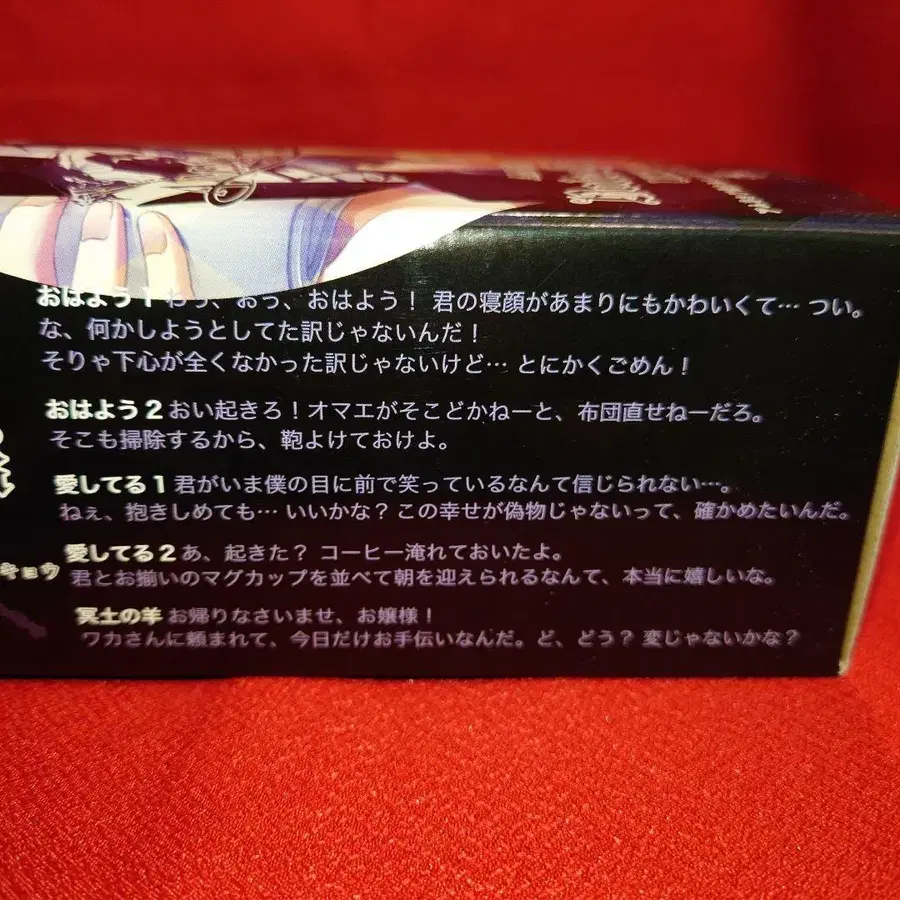 おはよう1 わっ、おっ、おはよう！ 君の寝顔があまりにもかわいくて… つい。
な、何かしようとしてた訳じゃないんだ！
そりゃ下心が全くなかった訳じゃないけど… とにかくごめん！
おはよう2 おい起きろ！オマエがそこどかねーと、布団直せねーだろ。
そこも掃除するから、鞄よけておけよ。
愛してる1 君がいま僕の目に前で笑っているなんて信じられない…。
ねぇ、抱きしめても… いいかな？この幸せが偽物じゃないって、確かめたいんだ。
愛してる2 あ、起きた？ コーヒー淹れておいたよ。
キョウ
君とお揃いのマグカップを並べて朝を迎えられるなんて、本当に嬉しいな。
冥土の羊 お帰りなさいませ、お嬢様！
ワカさんに頼まれて、今日だけお手伝いなんだ。ど、どう？ 変じゃないかな？